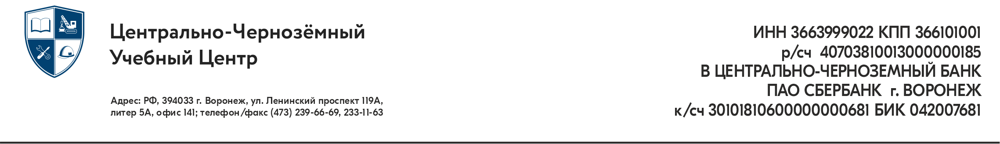 Центрально-Чернозёмный
Учебный Центр
Адрес: РФ, 394033 г. Воронеж, ул. Ленинский проспект 119А,
литер 5А, офис 141; телефон/факс (473) 239-66-69, 233-11-63
ИНН 3663999022 КПП 366101001
р/сч 40703810013000000185
В ЦЕНТРАЛЬНО-ЧЕРНОЗЕМНЫЙ БАНК
ПАО СБЕРБАНК г. ВОРОНЕЖ
к/сч 30101810600000000681 БИК 042007681